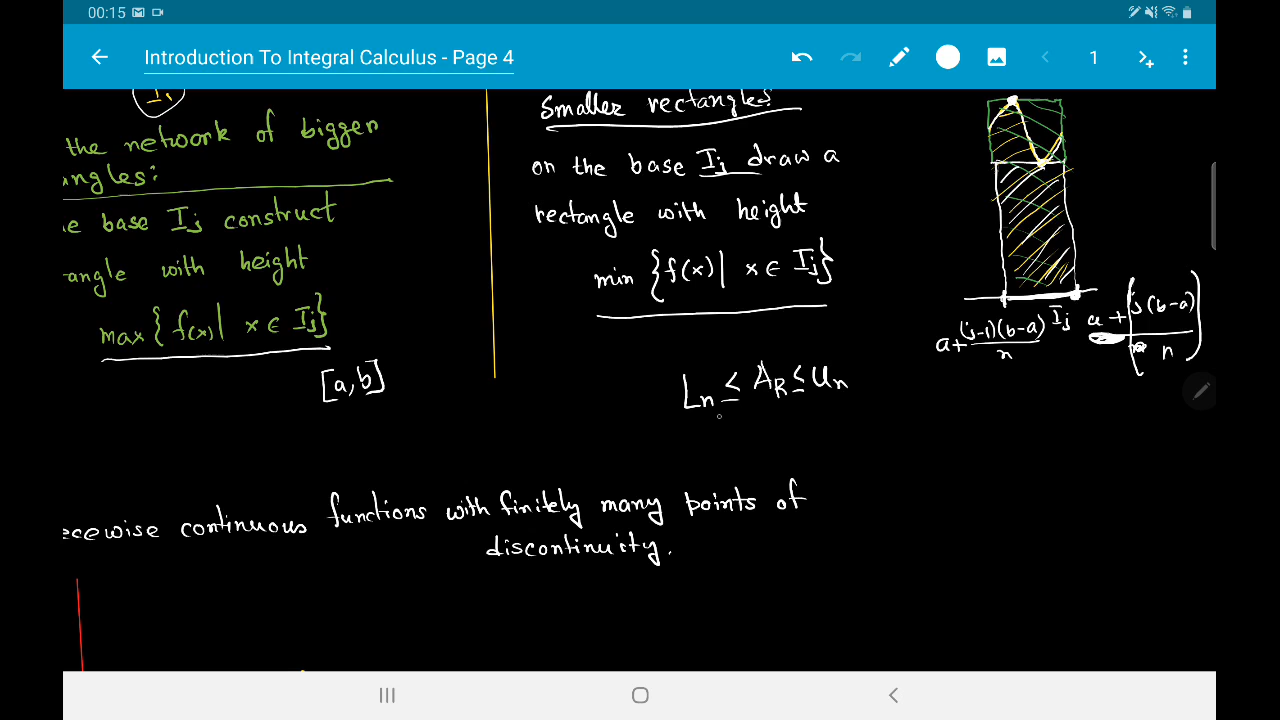 00:15
Introduction To Integral Calculus - Page 4
1
the network of bigger
angles:
e base Ij construct
angle with height
max { f(x) | x ∈ Ij }
[a, b]
Smaller rectangles:
on the base Ij draw a
rectangle with height
min { f(x) | x ∈ Ij }
a + (j-1)(b-a) / n
Ij
a + ( j(b-a) / n )
Ln ≤ AR ≤ Un
ecewise continuous functions with finitely many points of
discontinuity.